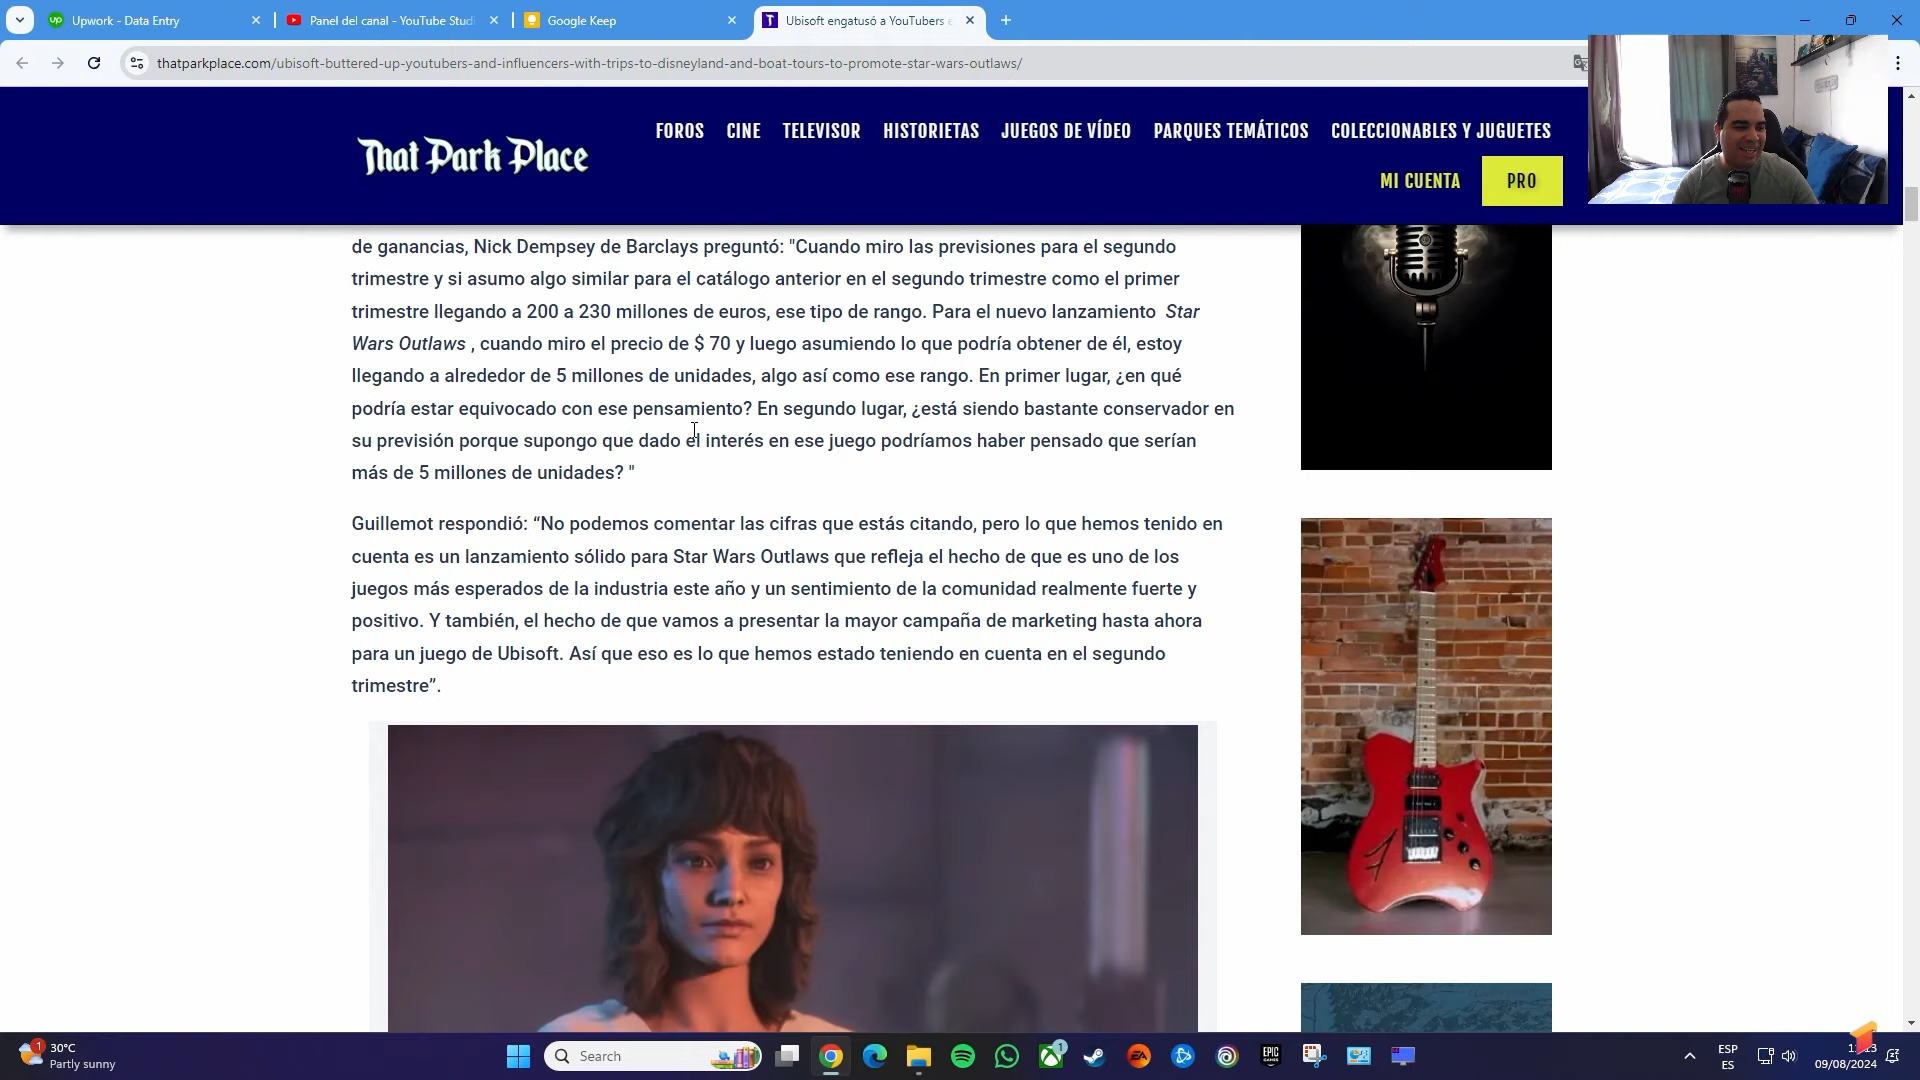 Upwork - Data Entry
Panel del canal - YouTube Studi
Google Keep
Ubisoft engatusó a YouTubers e
thatparkplace.com/ubisoft-buttered-up-youtubers-and-influencers-with-trips-to-disneyland-and-boat-tours-to-promote-star-wars-outlaws/
That Park Place
FOROS CINE TELEVISOR HISTORIETAS JUEGOS DE VÍDEO PARQUES TEMÁTICOS COLECCIONABLES Y JUGUETES
MI CUENTA PRO
de ganancias, Nick Dempsey de Barclays preguntó: "Cuando miro las previsiones para el segundo
trimestre y si asumo algo similar para el catálogo anterior en el segundo trimestre como el primer
trimestre llegando a 200 a 230 millones de euros, ese tipo de rango. Para el nuevo lanzamiento Star
Wars Outlaws , cuando miro el precio de $ 70 y luego asumiendo lo que podría obtener de él, estoy
llegando a alrededor de 5 millones de unidades, algo así como ese rango. En primer lugar, ¿en qué
podría estar equivocado con ese pensamiento? En segundo lugar, ¿está siendo bastante conservador en
su previsión porque supongo que dado el interés en ese juego podríamos haber pensado que serían
más de 5 millones de unidades? "
Guillemot respondió: “No podemos comentar las cifras que estás citando, pero lo que hemos tenido en
cuenta es un lanzamiento sólido para Star Wars Outlaws que refleja el hecho de que es uno de los
juegos más esperados de la industria este año y un sentimiento de la comunidad realmente fuerte y
positivo. Y también, el hecho de que vamos a presentar la mayor campaña de marketing hasta ahora
para un juego de Ubisoft. Así que eso es lo que hemos estado teniendo en cuenta en el segundo
trimestre”.
30°C
Partly sunny
Search
ESP
ES
09/08/2024